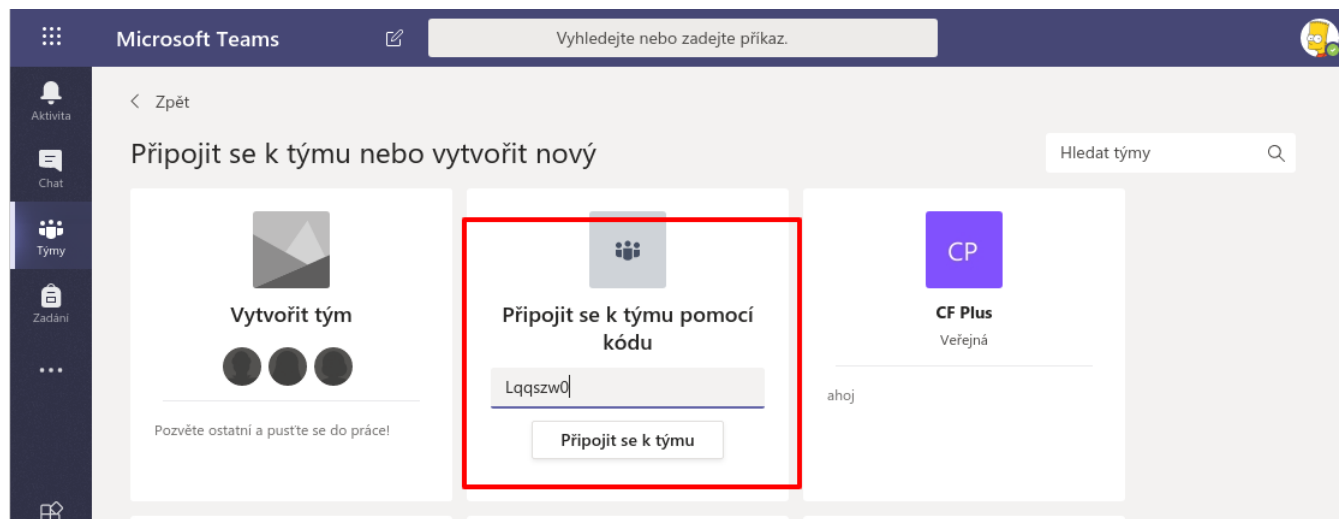 Microsoft Teams
Vyhledejte nebo zadejte příkaz.
Aktivita
Chat
Týmy
Zadání
Zpět
Připojit se k týmu nebo vytvořit nový
Hledat týmy
Vytvořit tým
Pozvěte ostatní a pusťte se do práce!
Připojit se k týmu pomocí
kódu
Lqqszw0
Připojit se k týmu
CP
CF Plus
Veřejná
ahoj